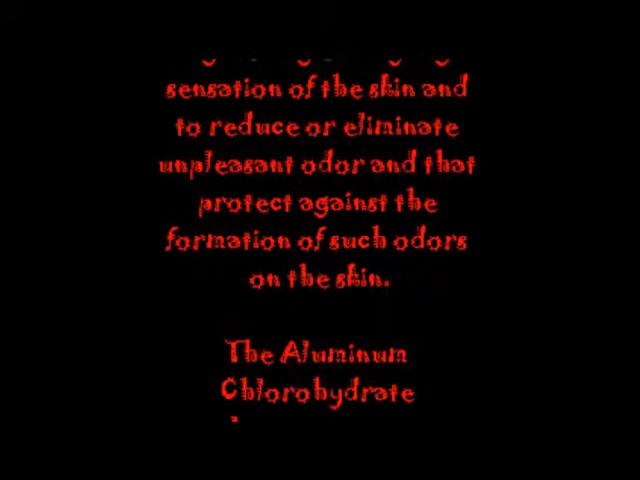 sensation of the skin and
to reduce or eliminate
unpleasant odor and that
protect against the
formation of such odors
on the skin.
The Aluminum
Chlorohydrate